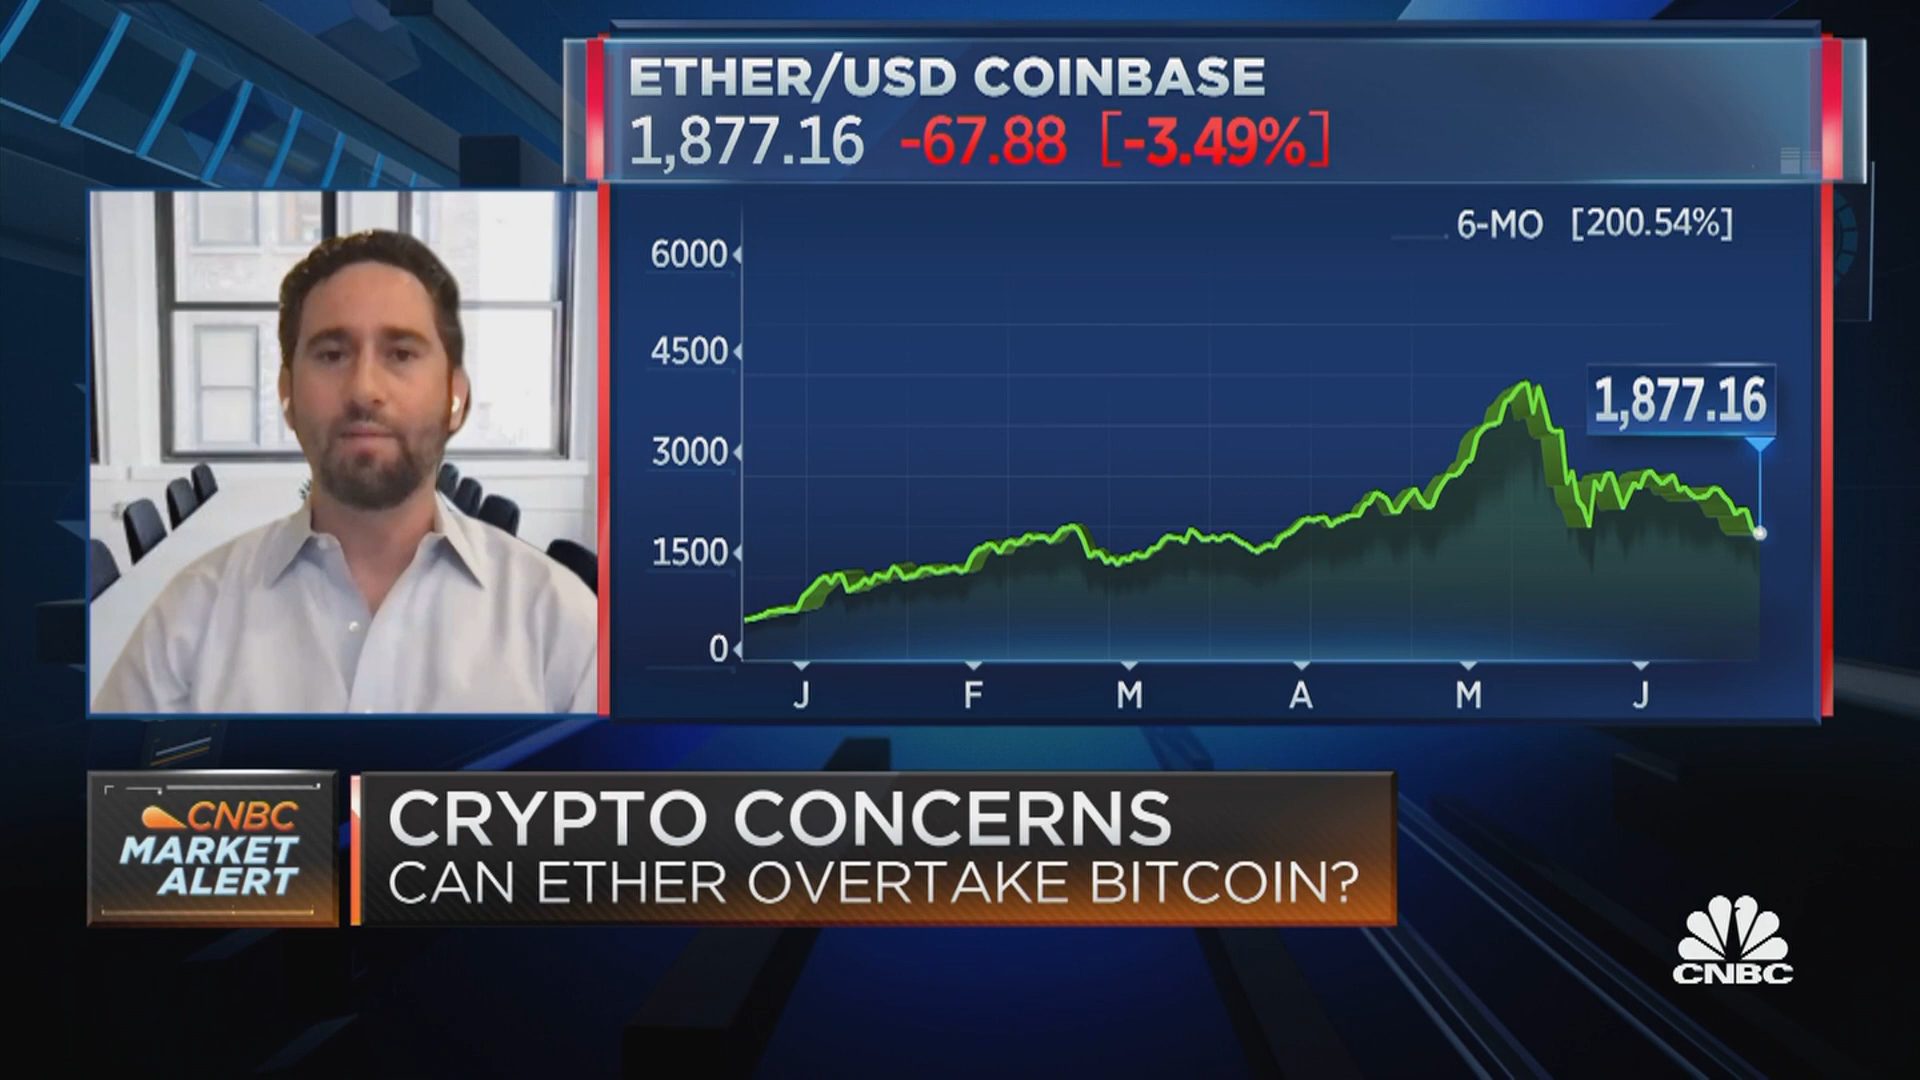 ETHER/USD COINBASE
1,877.16 -67.88 [-3.49%]
6-MO [200.54%]
6000
4500
3000
1500
0
1,877.16
J F M A M J
CNBC
MARKET
ALERT
CRYPTO CONCERNS
CAN ETHER OVERTAKE BITCOIN?
CNBC